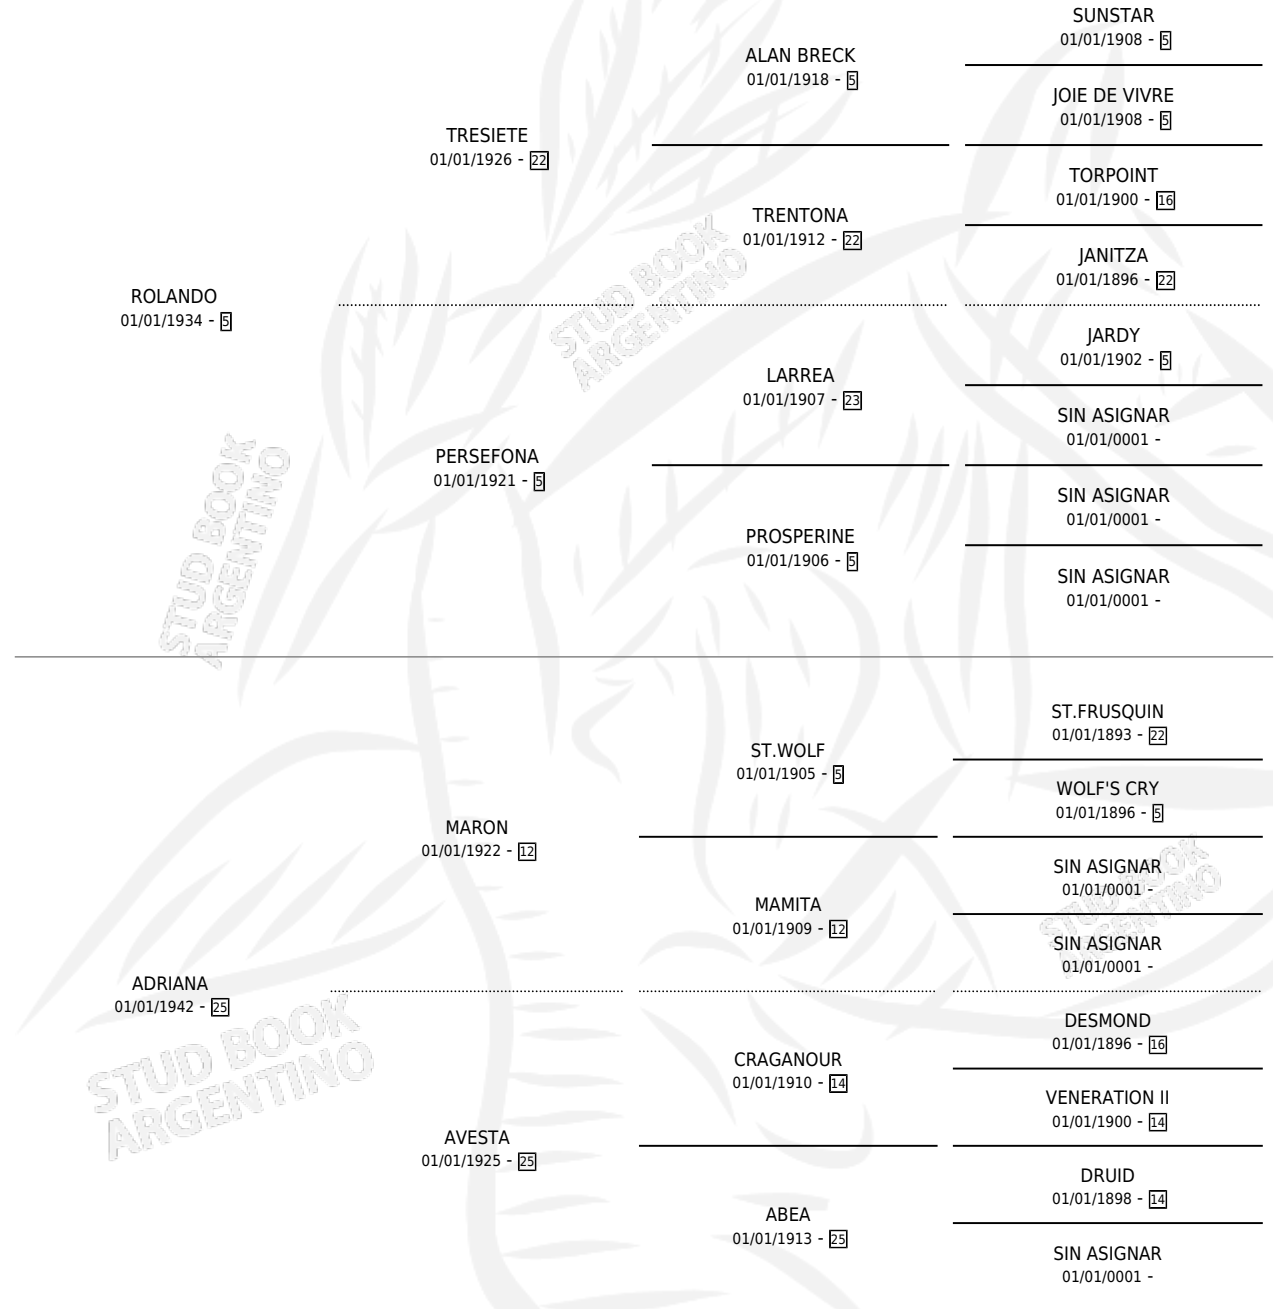 SUNSTAR
01/01/1908 - 5
ALAN BRECK
01/01/1918 - 5
JOIE DE VIVRE
01/01/1908 - 5
TRESIETE
01/01/1926 - 22
TORPOINT
01/01/1900 - 16
TRENTONA
01/01/1912 - 22
JANITZA
01/01/1896 - 22
ROLANDO
01/01/1934 - 5
JARDY
01/01/1902 - 5
LARREA
01/01/1907 - 23
SIN ASIGNAR
01/01/0001 -
PERSEFONA
01/01/1921 - 5
SIN ASIGNAR
01/01/0001 -
PROSPERINE
01/01/1906 - 5
SIN ASIGNAR
01/01/0001 -
ST.FRUSQUIN
01/01/1893 - 22
ST.WOLF
01/01/1905 - 5
WOLF'S CRY
01/01/1896 - 5
MARON
01/01/1922 - 12
SIN ASIGNAR
01/01/0001 -
MAMITA
01/01/1909 - 12
SIN ASIGNAR
01/01/0001 -
ADRIANA
01/01/1942 - 25
DESMOND
01/01/1896 - 16
CRAGANOUR
01/01/1910 - 14
VENERATION II
01/01/1900 - 14
AVESTA
01/01/1925 - 25
DRUID
01/01/1898 - 14
ABEA
01/01/1913 - 25
SIN ASIGNAR
01/01/0001 -
STUD BOOK
ARGENTINO
STUD BOOK
ARGENTINO
STUD BOOK
ARGENTINO
STUD BOOK
ARGENTINO